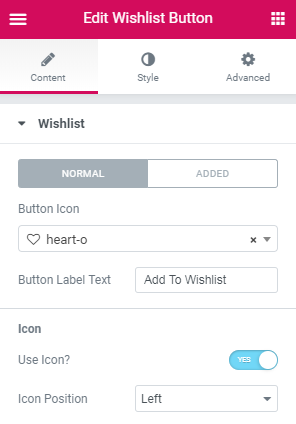 Edit Wishlist Button
Content Style Advanced
Wishlist
NORMAL ADDED
Button Icon
heart-o ×
Button Label Text Add To Wishlist
Icon
Use Icon? YES
Icon Position Left